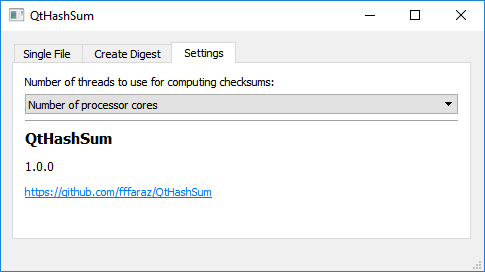 QtHashSum
Single File
Create Digest
Settings
Number of threads to use for computing checksums:
Number of processor cores
QtHashSum
1.0.0
https://github.com/fffaraz/QtHashSum